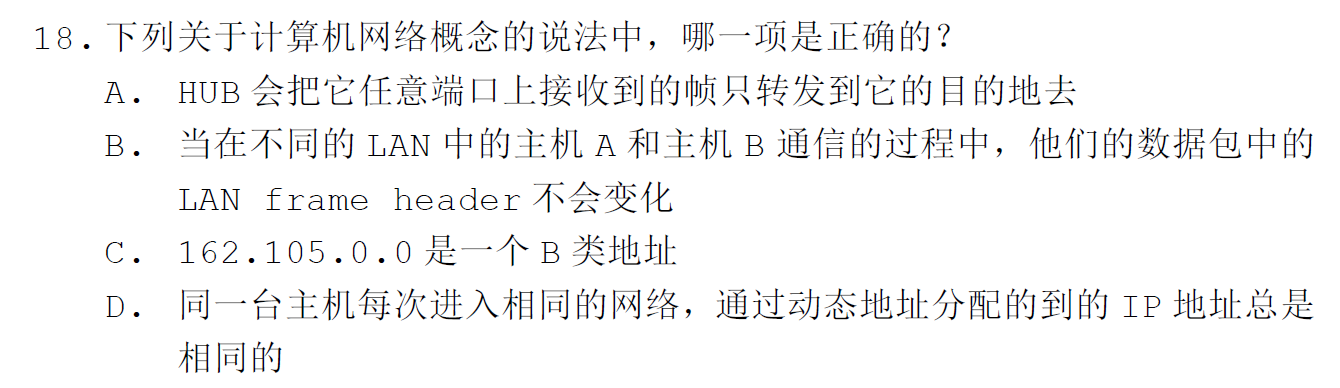 18.下列关于计算机网络概念的说法中，哪一项是正确的？
A. HUB 会把它任意端口上接收到的帧只转发到它的目的地去
B. 当在不同的 LAN 中的主机 A 和主机 B 通信的过程中，他们的数据包中的
LAN frame header 不会变化
C. 162.105.0.0 是一个 B 类地址
D. 同一台主机每次进入相同的网络，通过动态地址分配的到的 IP 地址总是
相同的